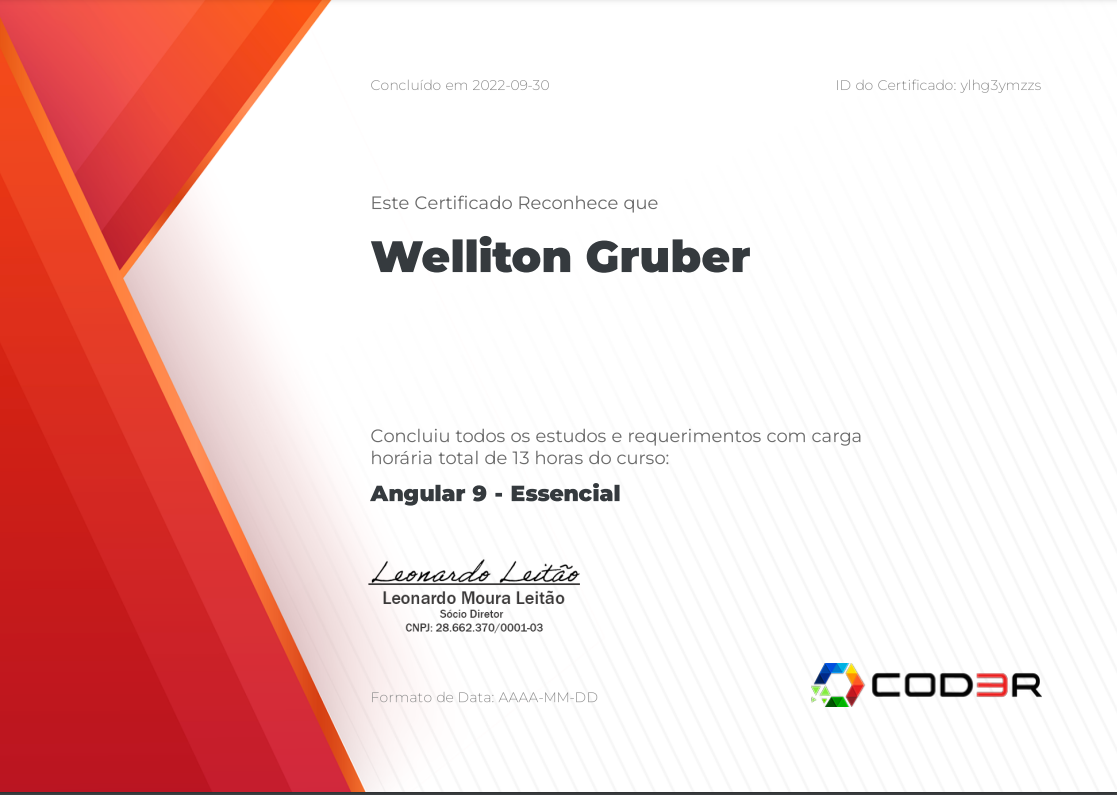 Concluído em 2022-09-30
ID do Certificado: ylhg3ymzzs
Este Certificado Reconhece que
Welliton Gruber
Concluiu todos os estudos e requerimentos com carga
horária total de 13 horas do curso:
Angular 9 - Essencial
Leonardo Leitão
Leonardo Moura Leitão
Sócio Diretor
CNPJ: 28.662.370/0001-03
Formato de Data: AAAA-MM-DD
COD3R